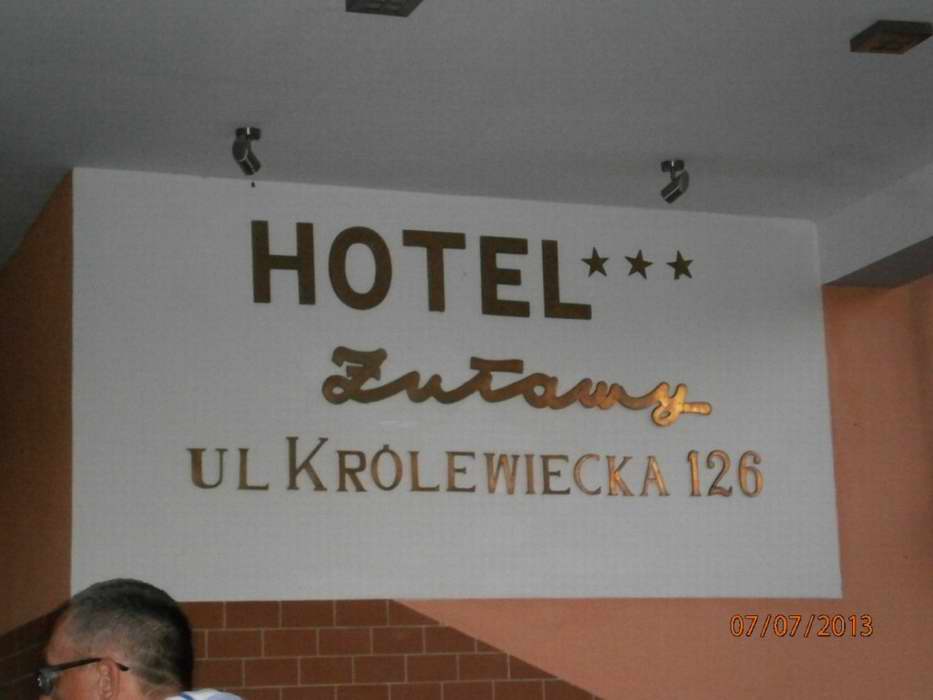 HOTEL ★★★
Żuławy
UL KRÓLEWIECKA 126
07/07/2013